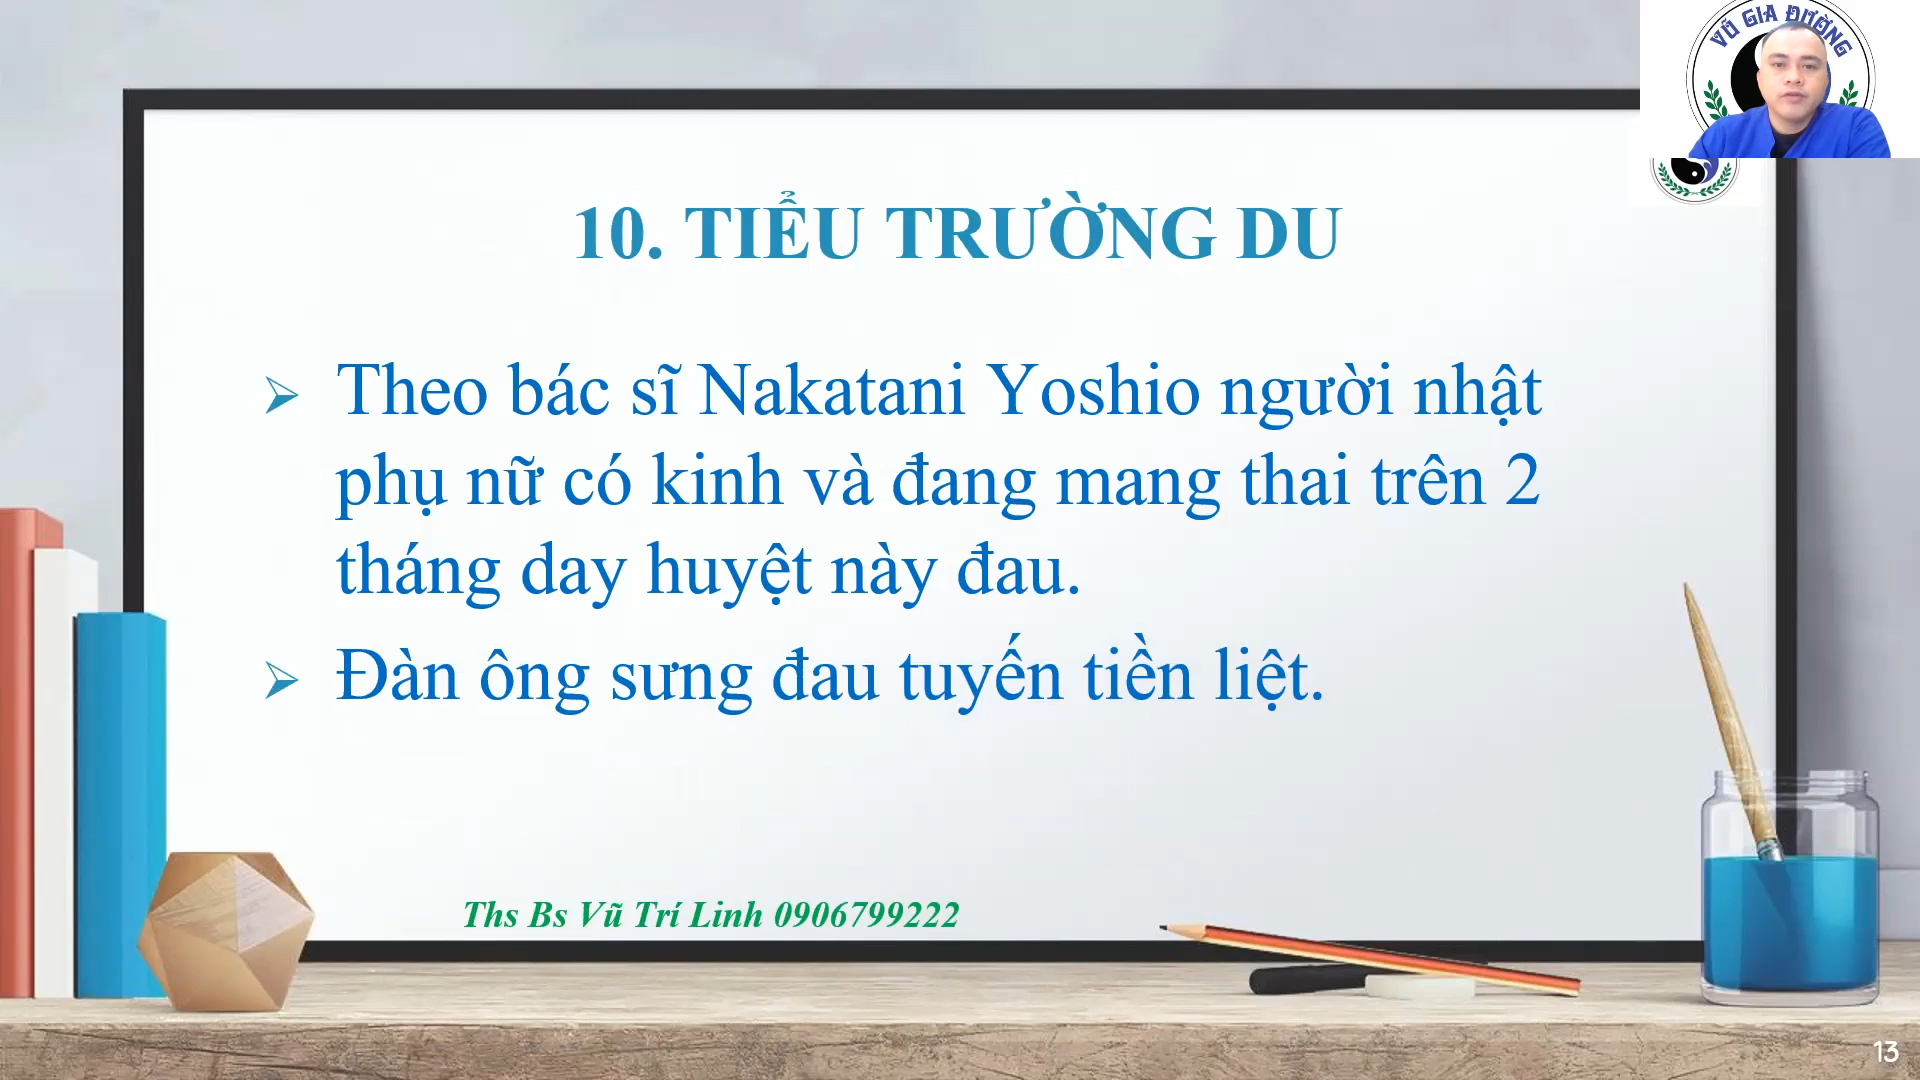 VŨ GIA ĐƯỜNG
10. TIỂU TRƯỜNG DU
Theo bác sĩ Nakatani Yoshio người nhật
phụ nữ có kinh và đang mang thai trên 2
tháng day huyệt này đau.
Đàn ông sưng đau tuyến tiền liệt.
Ths Bs Vũ Trí Linh 0906799222
13